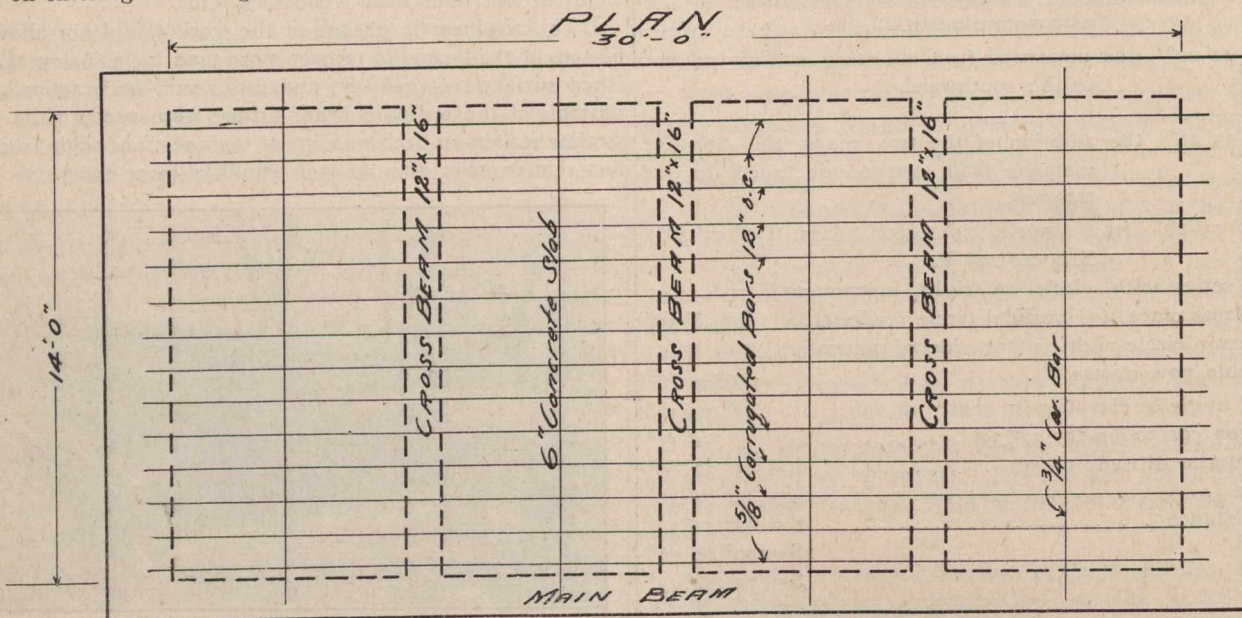 PLAN
30'-0"
14'-0"
CROSS BEAM 12"x16"
6" Concrete Slab
CROSS BEAM 12"x16"
5/8" Corrugated Bars 12" o.c.
CROSS BEAM 12"x16"
3/4" Cor. Bar
MAIN BEAM